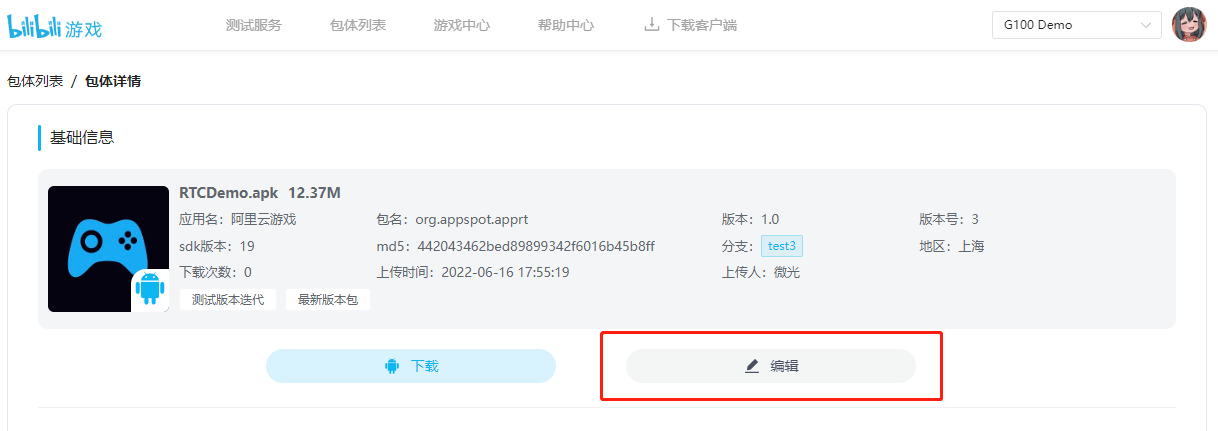 bilibili 游戏 测试服务 包体列表 游戏中心 帮助中心 下载客户端 G100 Demo
包体列表 / 包体详情
基础信息
RTCDemo.apk 12.37M
应用名：阿里云游戏 包名：org.appspot.apprt 版本：1.0 版本号：3
sdk版本：19 md5：442043462bed89899342f6016b45b8ff 分支：test3 地区：上海
下载次数：0 上传时间：2022-06-16 17:55:19 上传人：微光
测试版本迭代 最新版本包
下载 编辑